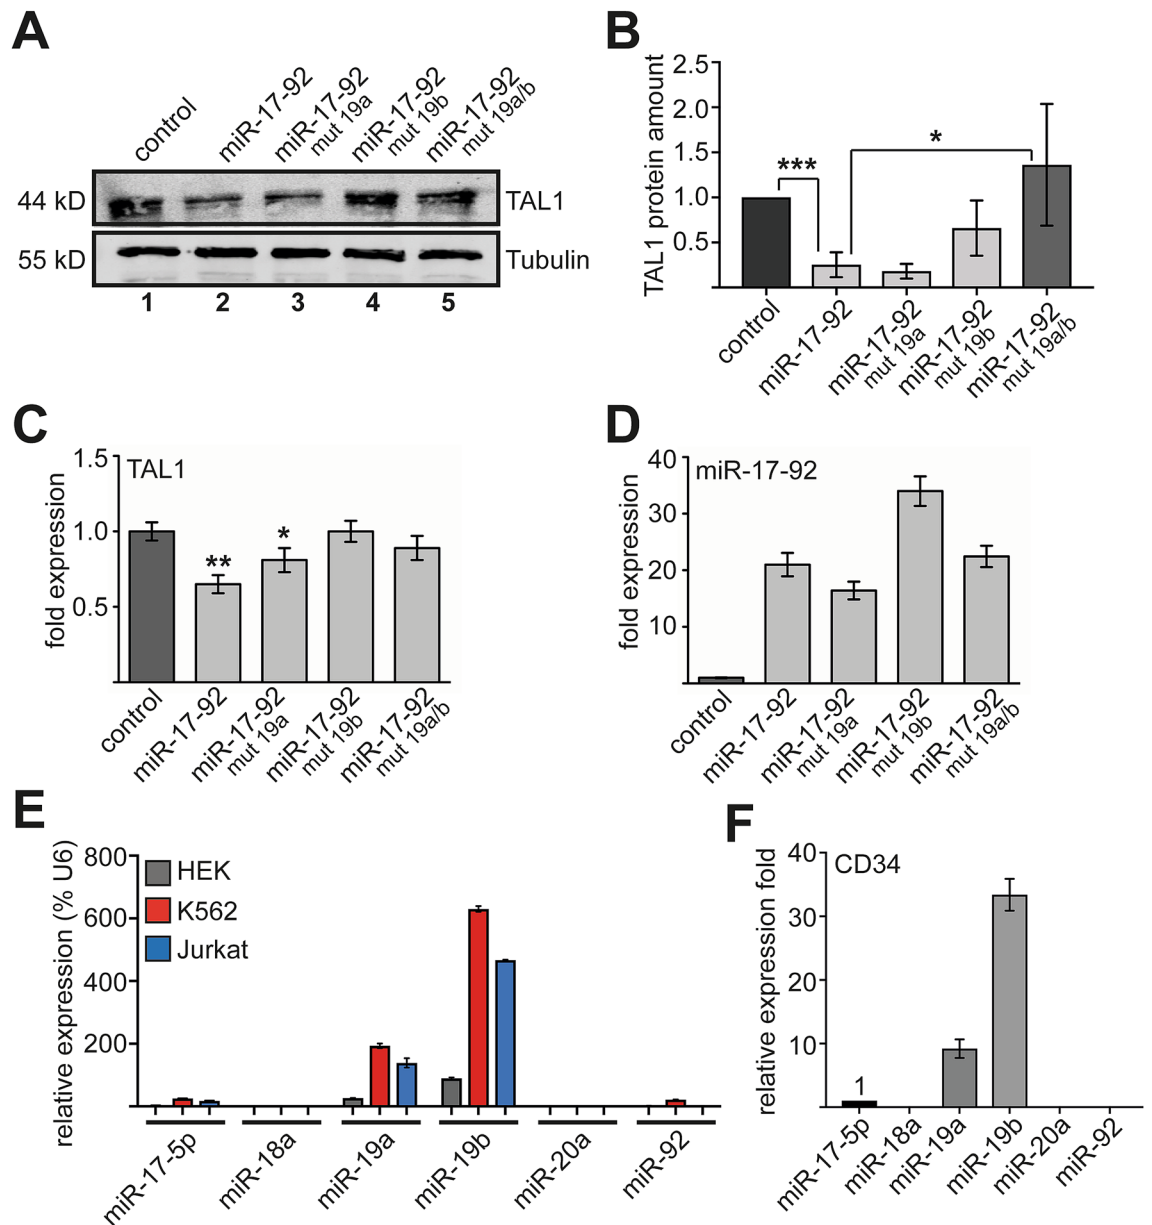 A
control
miR-17-92
miR-17-92
mut 19a
miR-17-92
mut 19b
miR-17-92
mut 19a/b
44 kD
TAL1
55 kD
Tubulin
1 2 3 4 5
B
TAL1 protein amount
2.5
2.0
1.5
1.0
0.5
***
*
control
miR-17-92
miR-17-92
mut 19a
miR-17-92
mut 19b
miR-17-92
mut 19a/b
C
fold expression
1.5
1.0
0.5
TAL1
**
*
control
miR-17-92
miR-17-92
mut 19a
miR-17-92
mut 19b
miR-17-92
mut 19a/b
D
fold expression
40
30
20
10
miR-17-92
control
miR-17-92
miR-17-92
mut 19a
miR-17-92
mut 19b
miR-17-92
mut 19a/b
E
relative expression (% U6)
800
600
400
200
HEK
K562
Jurkat
miR-17-5p
miR-18a
miR-19a
miR-19b
miR-20a
miR-92
F
relative expression fold
40
30
20
10
CD34
1
miR-17-5p
miR-18a
miR-19a
miR-19b
miR-20a
miR-92